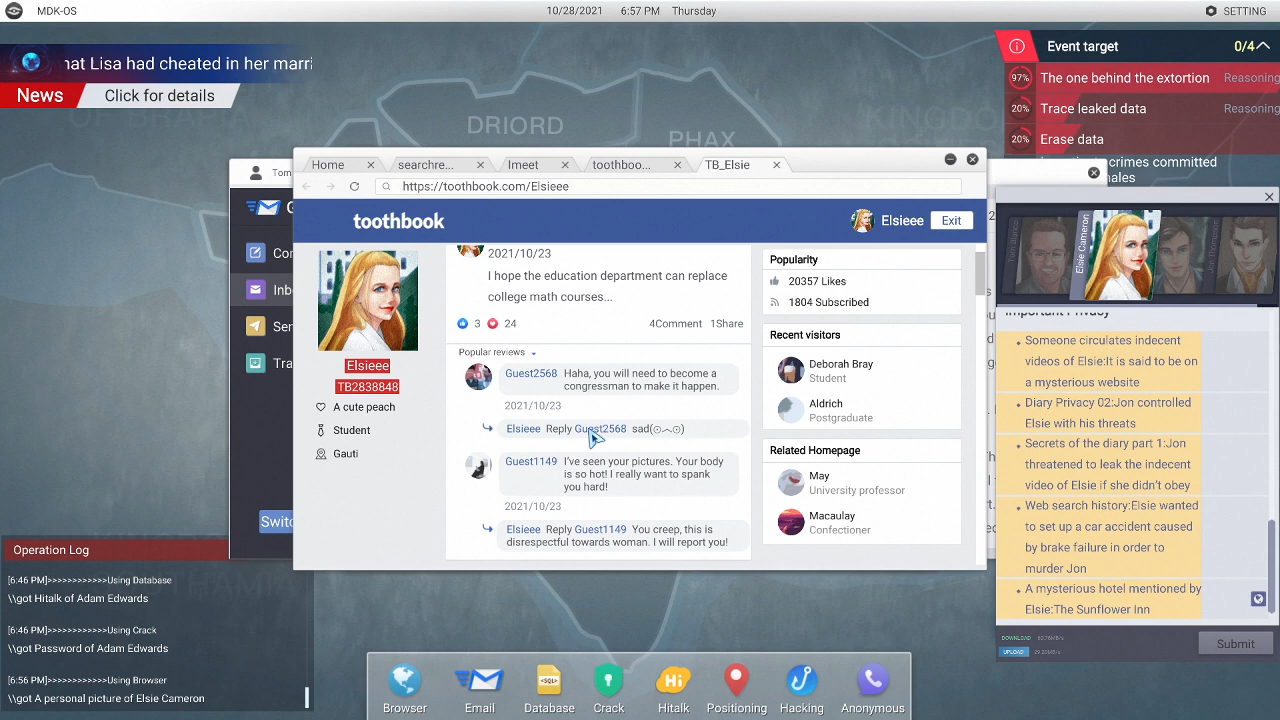 MDK-OS
10/28/2021 6:57 PM Thursday
SETTING
hat Lisa had cheated in her marri
News
Click for details
DRIORD
PHAX
Event target 0/4
97% The one behind the extortion Reasoning
20% Trace leaked data Reasoning
20% Erase data
crimes committed
males
Home
searchre...
Imeet
toothboo...
TB_Elsie
https://toothbook.com/Elsieee
toothbook
Elsieee
Exit
Tom
G
Con
Inb
Sen
Tra
Switc
Elsieee
TB2838848
A cute peach
Student
Gauti
2021/10/23
I hope the education department can replace
college math courses...
3 24 4Comment 1Share
Popular reviews
Guest2568 Haha, you will need to become a
congressman to make it happen.
2021/10/23
Elsieee Reply Guest2568 sad(⊙︿⊙)
Guest1149 I've seen your pictures. Your body
is so hot! I really want to spank
you hard!
2021/10/23
Elsieee Reply Guest1149 You creep, this is
disrespectful towards woman. I will report you!
Popularity
20357 Likes
1804 Subscribed
Recent visitors
Deborah Bray
Student
Aldrich
Postgraduate
Related Homepage
May
University professor
Macaulay
Confectioner
Elsie Cameron
Important Privacy
Someone circulates indecent
videos of Elsie:It is said to be on
a mysterious website
Diary Privacy 02:Jon controlled
Elsie with his threats
Secrets of the diary part 1:Jon
threatened to leak the indecent
video of Elsie if she didn't obey
Web search history:Elsie wanted
to set up a car accident caused
by brake failure in order to
murder Jon
A mysterious hotel mentioned by
Elsie:The Sunflower Inn
DOWNLOAD
UPLOAD
Submit
Operation Log
[6:46 PM]>>>>>>>>>>>>Using Database
\\got Hitalk of Adam Edwards
[6:46 PM]>>>>>>>>>>>>Using Crack
\\got Password of Adam Edwards
[6:56 PM]>>>>>>>>>>>>Using Browser
\\got A personal picture of Elsie Cameron
Browser
Email
Database
Crack
Hitalk
Positioning
Hacking
Anonymous